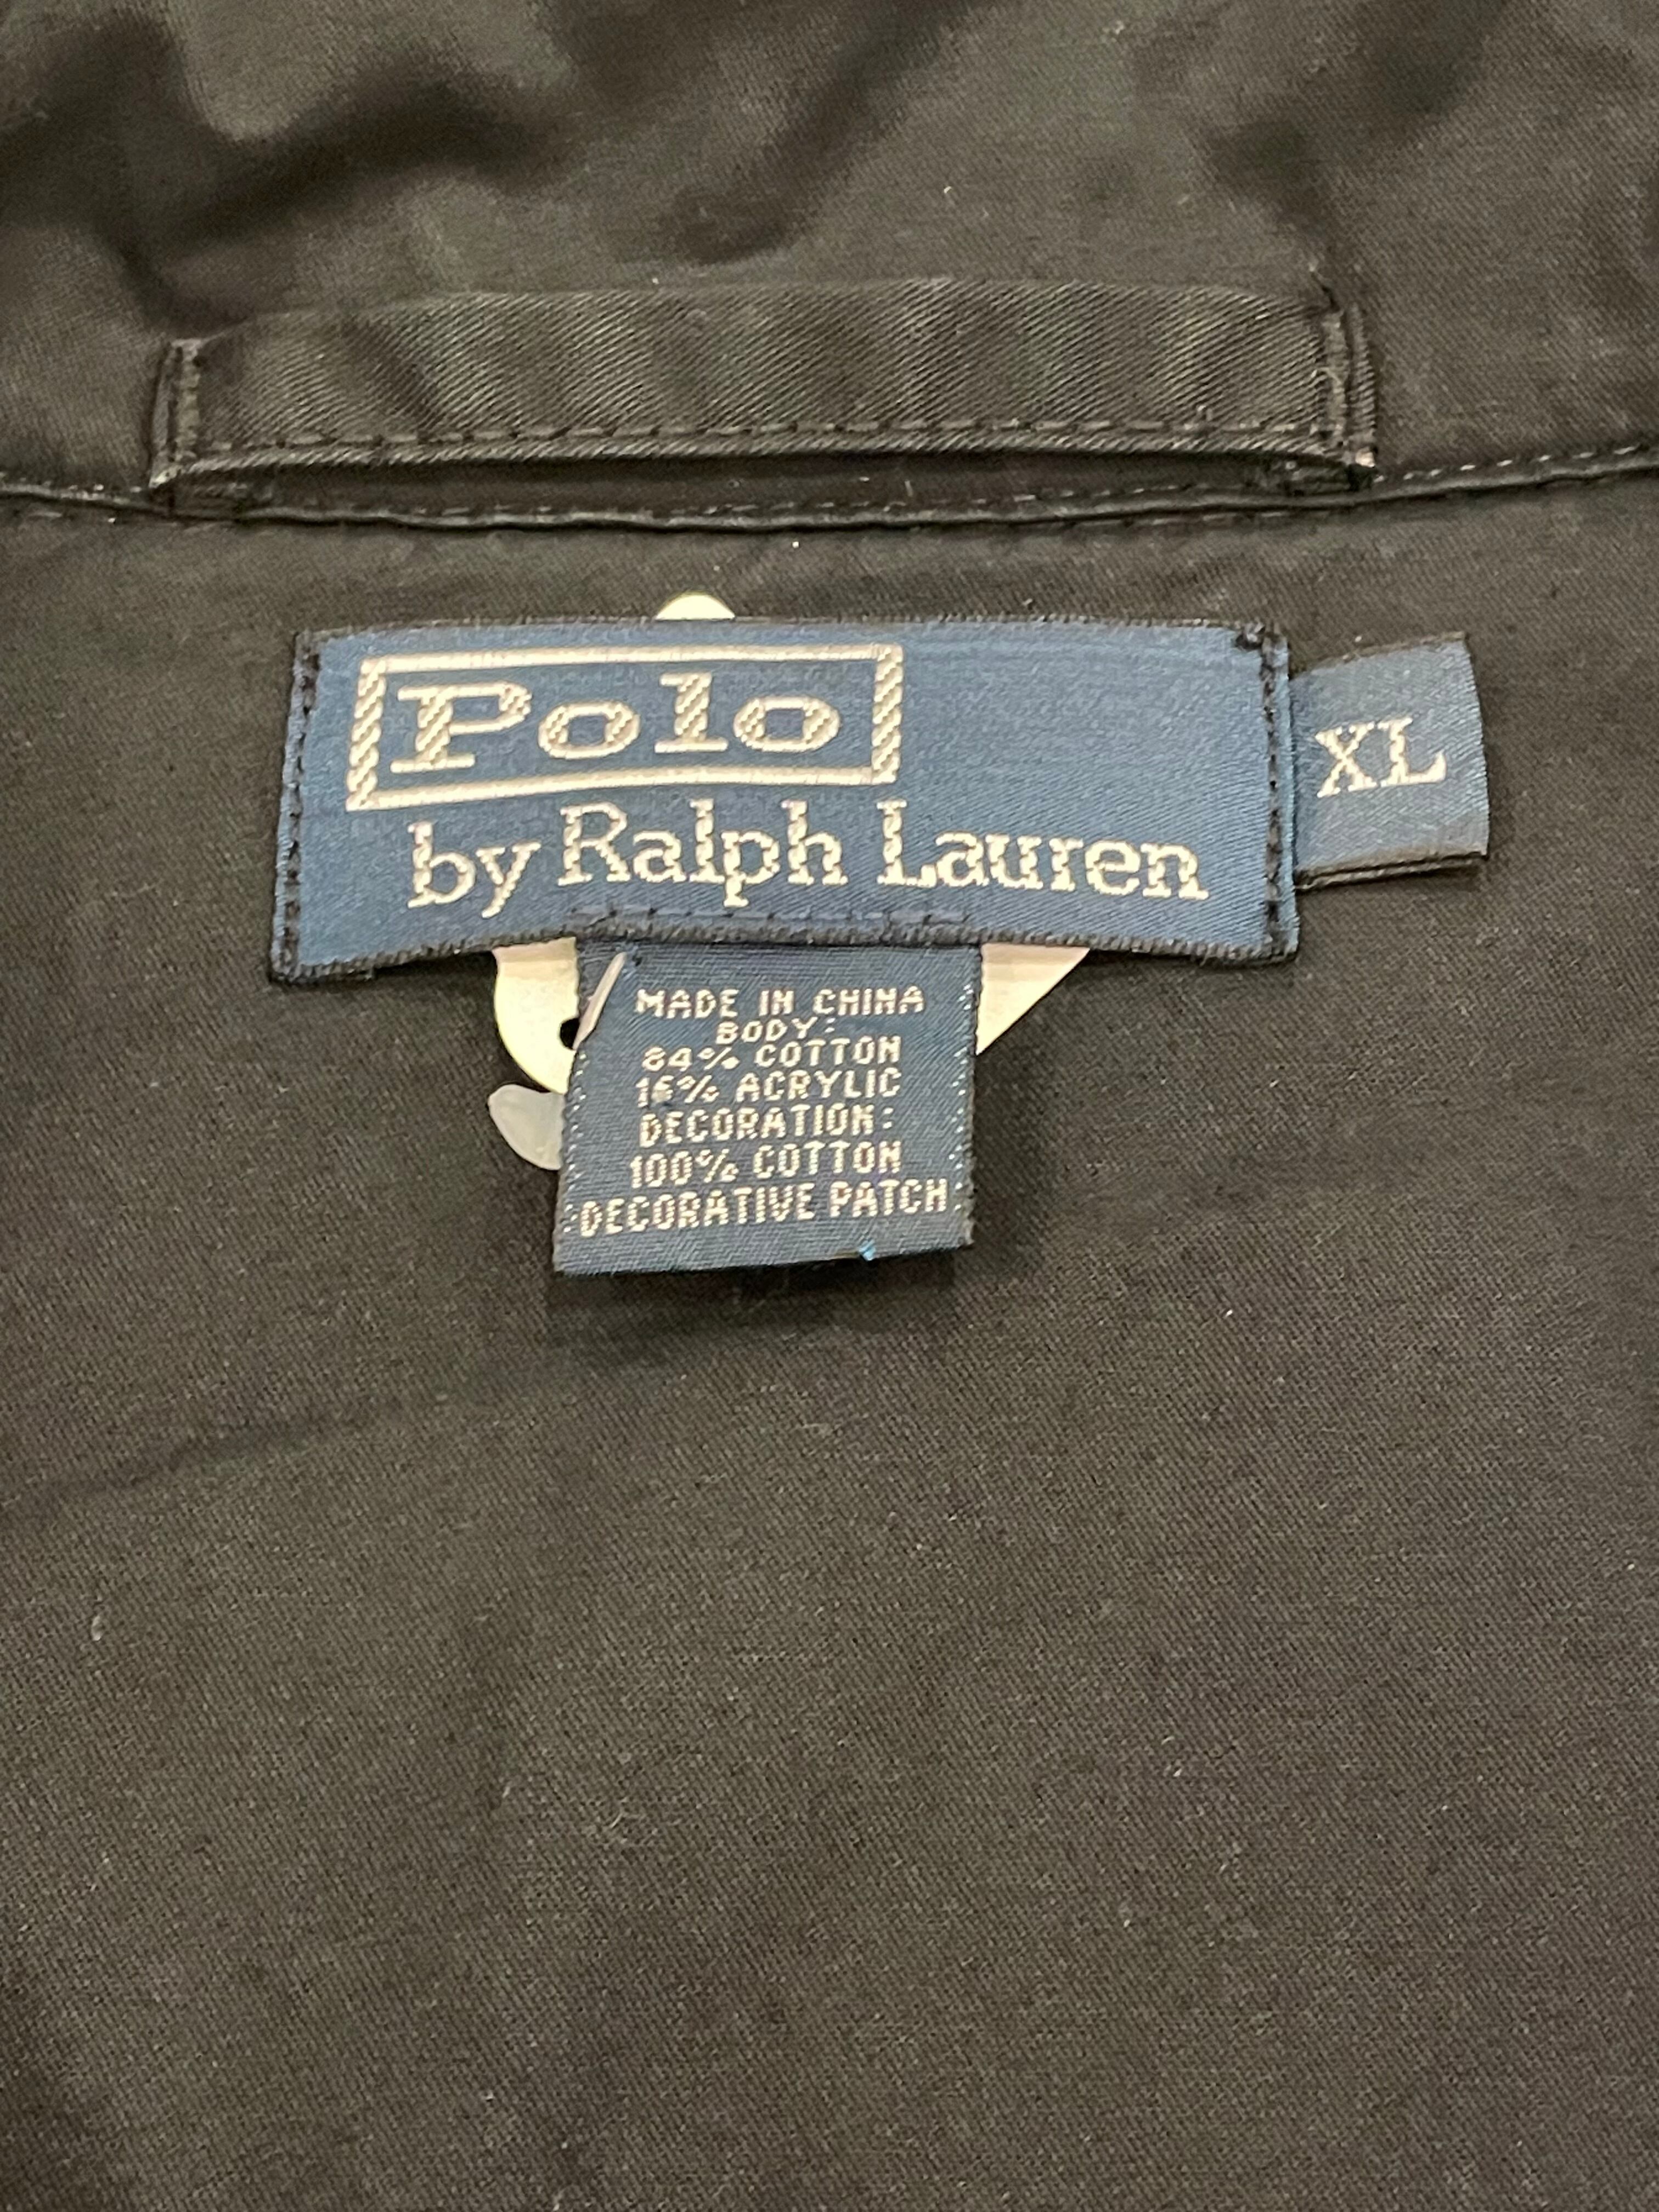 Polo
by Ralph Lauren
XL
MADE IN CHINA
BODY:
84% COTTON
16% ACRYLIC
DECORATION:
100% COTTON
DECORATIVE PATCH